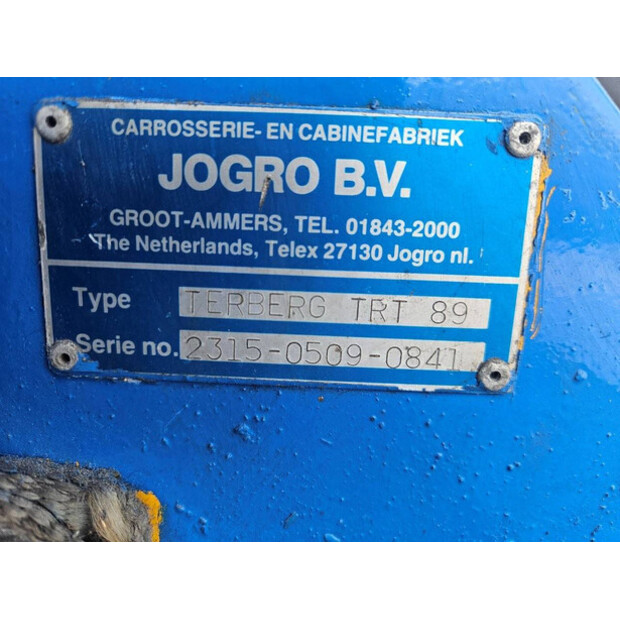 CARROSSERIE- EN CABINEFABRIEK
JOGRO B.V.
GROOT-AMMERS, TEL. 01843-2000
The Netherlands, Telex 27130 Jogro nl.
Type TERBERG TRT 89
Serie no. 2315-0509-0841